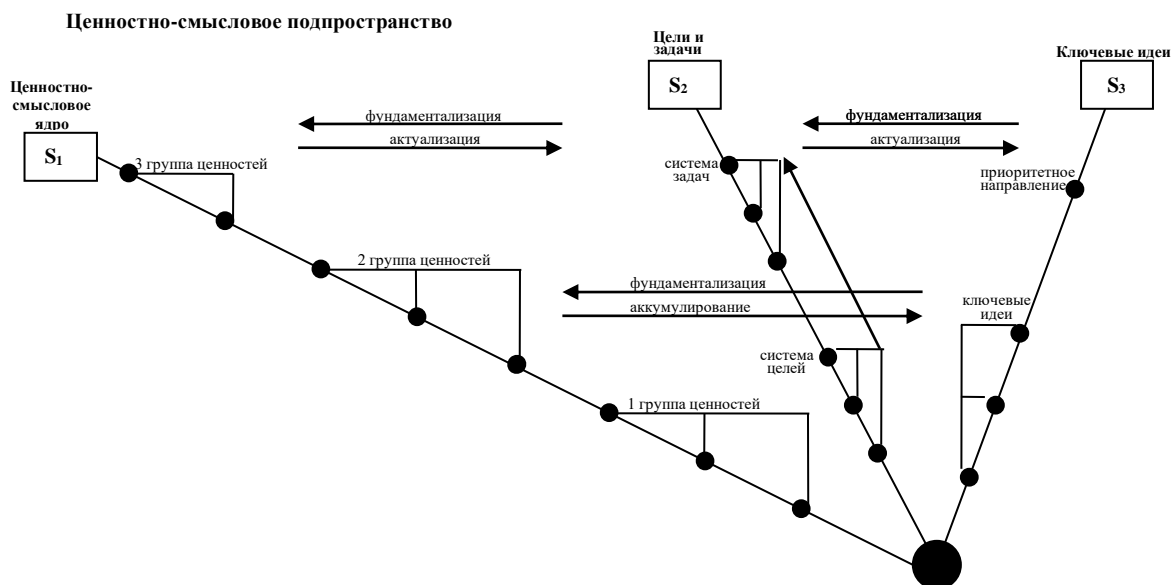 Ценностно-смысловое подпространство
Цели и
задачи
Ключевые идеи
Ценностно-
смысловое
ядро
S2
S3
S1
фундаментализация
актуализация
фундаментализация
актуализация
3 группа ценностей
система
задач
приоритетное
направление
2 группа ценностей
фундаментализация
аккумулирование
ключевые
идеи
система
целей
1 группа ценностей